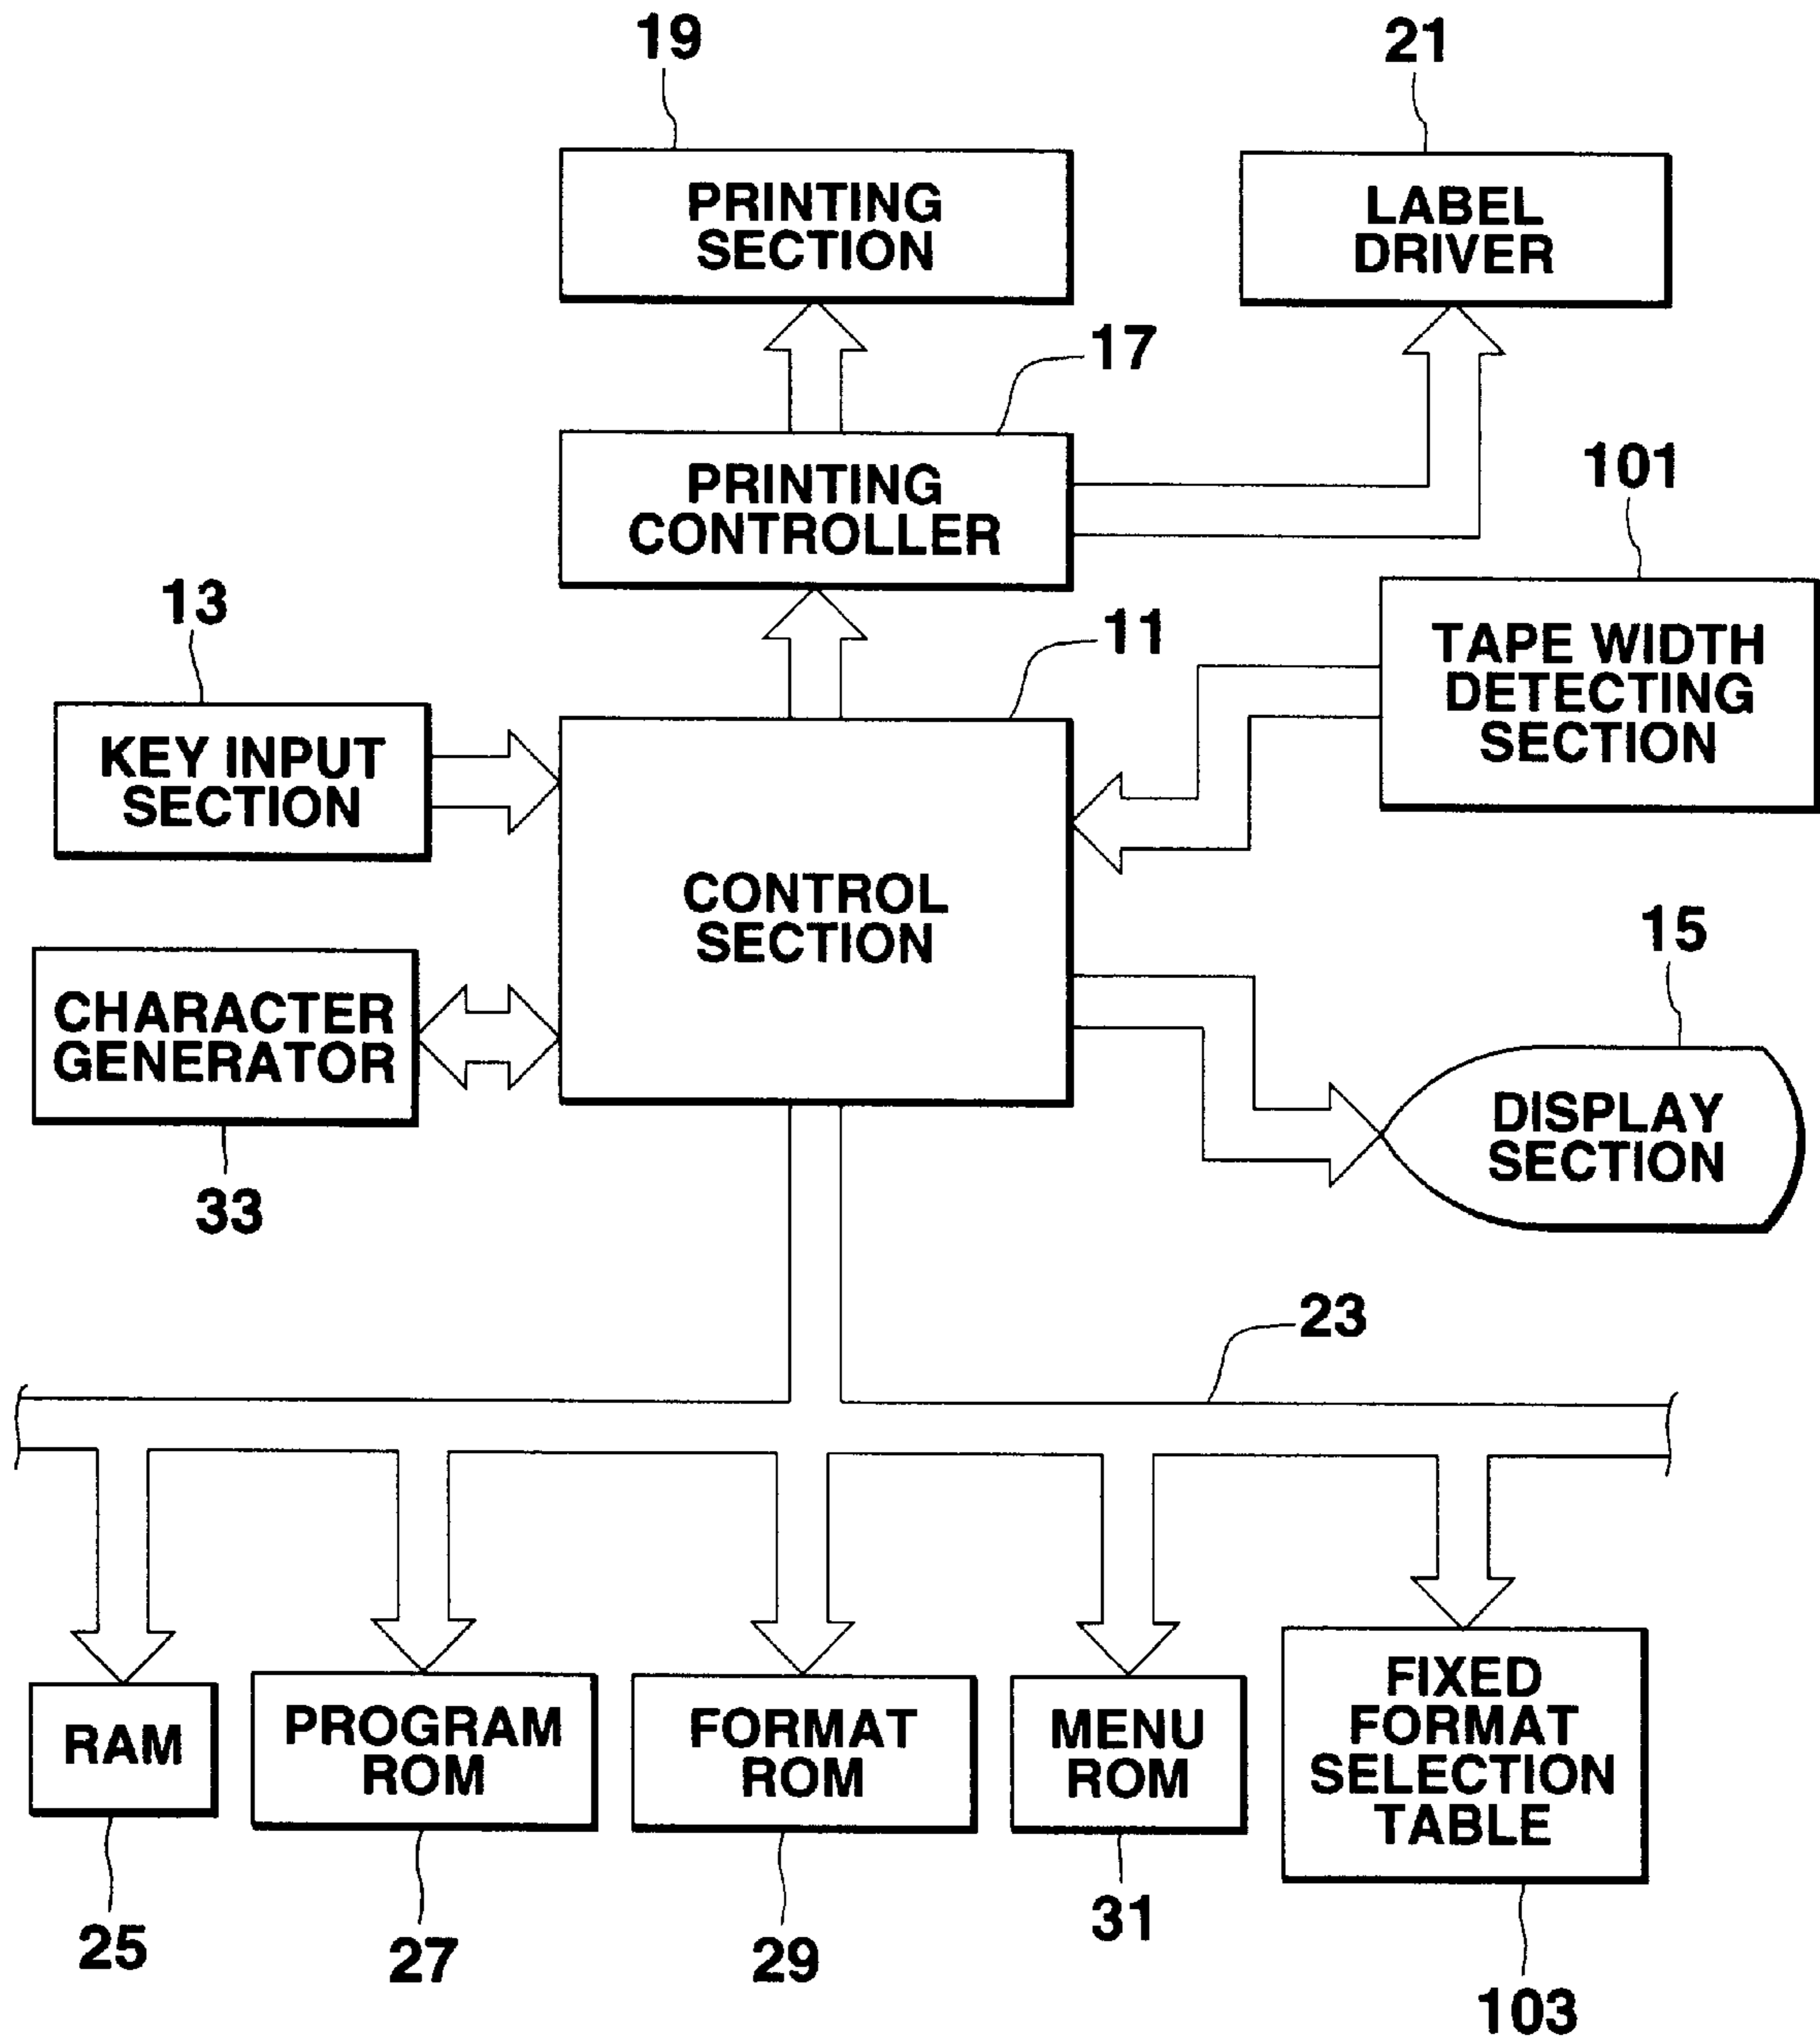 19
21
PRINTING
SECTION
LABEL
DRIVER
17
PRINTING
CONTROLLER
101
13
11
TAPE WIDTH
DETECTING
SECTION
KEY INPUT
SECTION
CONTROL
SECTION
15
CHARACTER
GENERATOR
33
DISPLAY
SECTION
23
RAM
PROGRAM
ROM
FORMAT
ROM
MENU
ROM
FIXED
FORMAT
SELECTION
TABLE
25
27
29
31
103